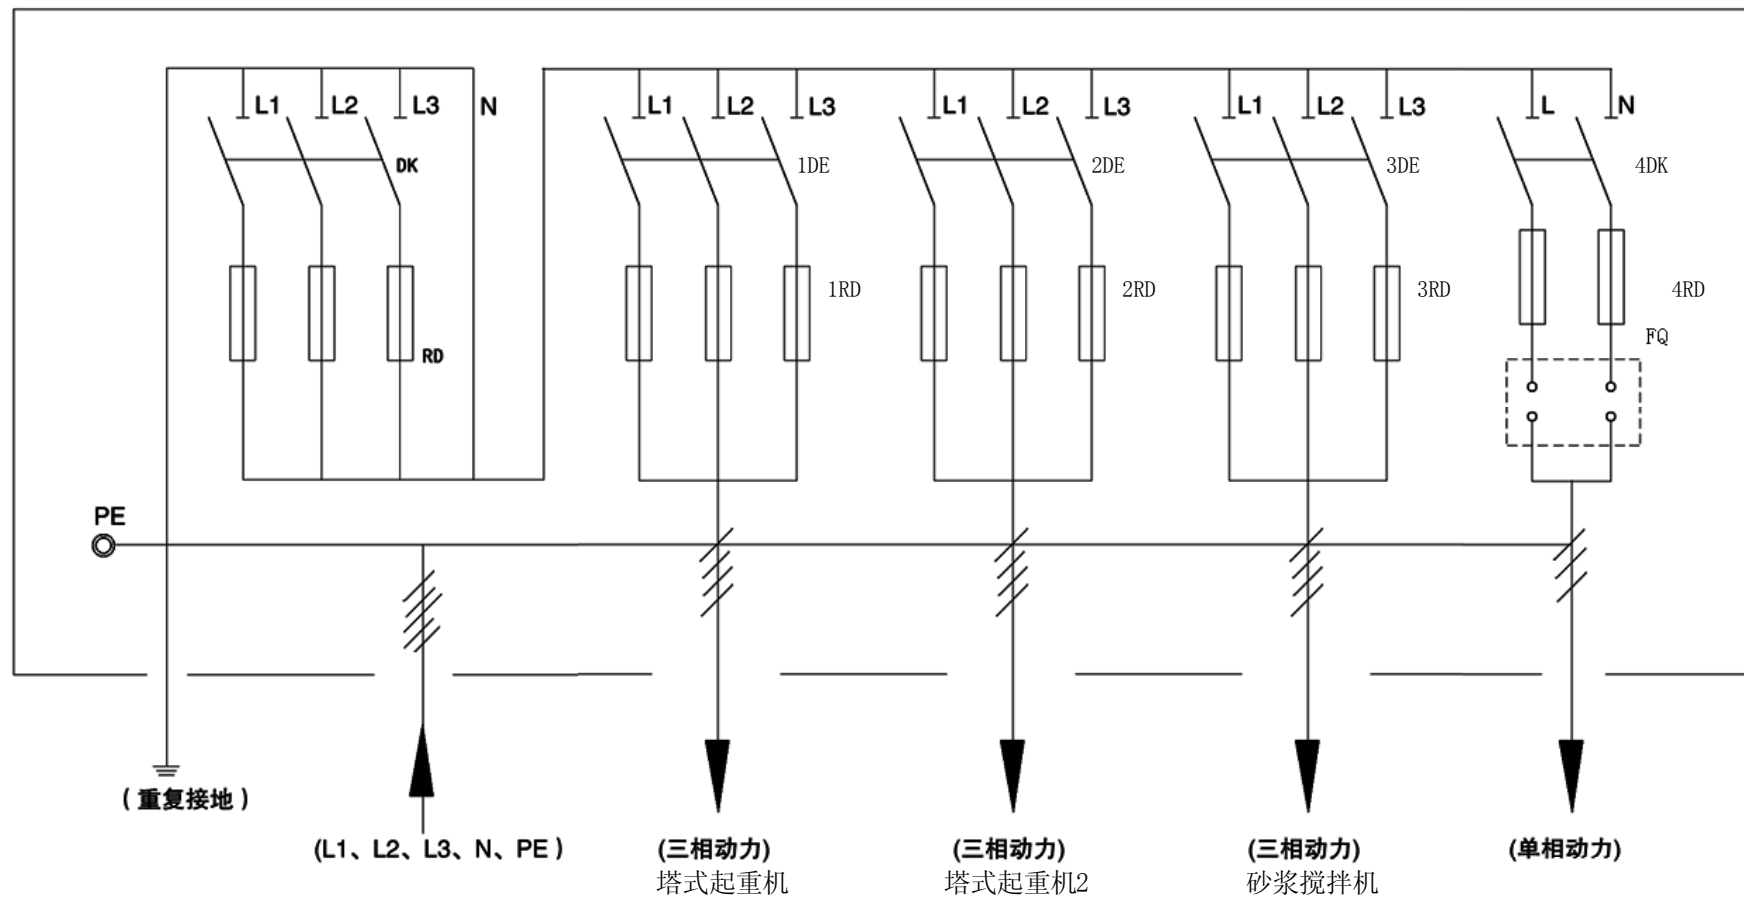 L1 L2 L3 N L1 L2 L3 L1 L2 L3 L1 L2 L3 L N
DK 1DE 2DE 3DE 4DK
1RD 2RD 3RD 4RD
RD FQ
PE
(重复接地)
(L1、L2、L3、N、PE) (三相动力) (三相动力) (三相动力) (单相动力)
塔式起重机 塔式起重机2 砂浆搅拌机